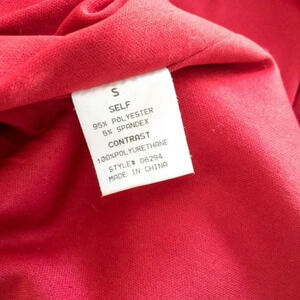 S
SELF
95% POLYESTER
5% SPANDEX
CONTRAST
100%POLYURETHANE
STYLE# D6294
MADE IN CHINA